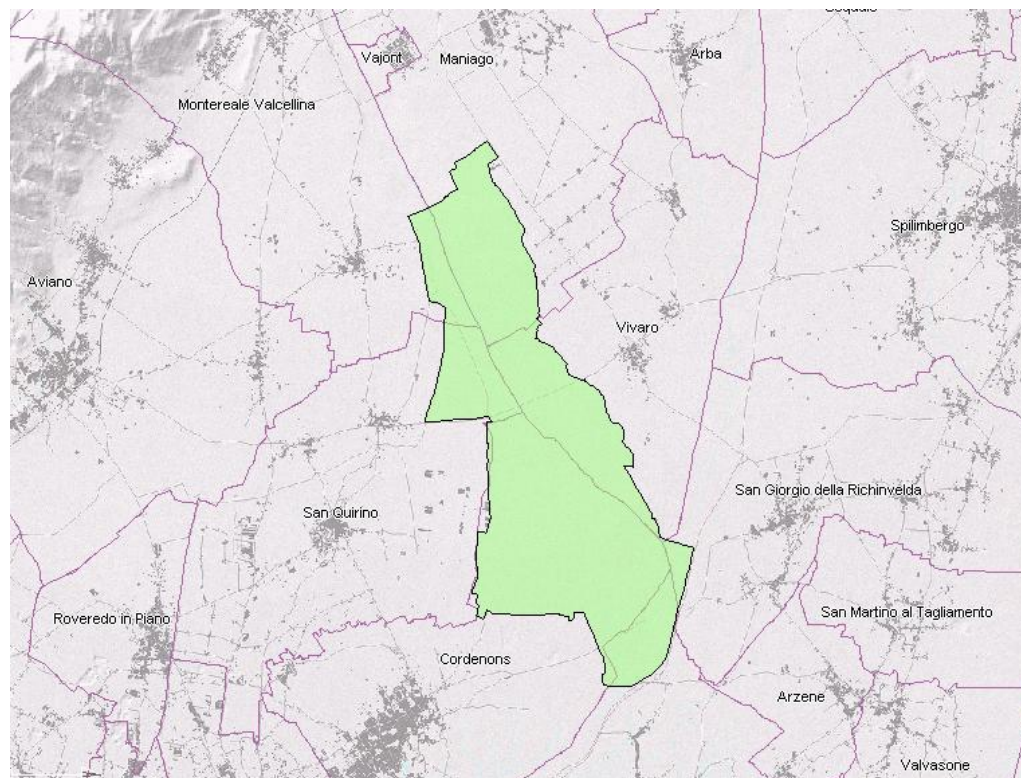 Vajont
Maniago
Arba
Montereale Valcellina
Spilimbergo
Aviano
Vivaro
San Giorgio della Richinvelda
San Quirino
San Martino al Tagliamento
Roveredo in Piano
Cordenons
Arzene
Valvasone